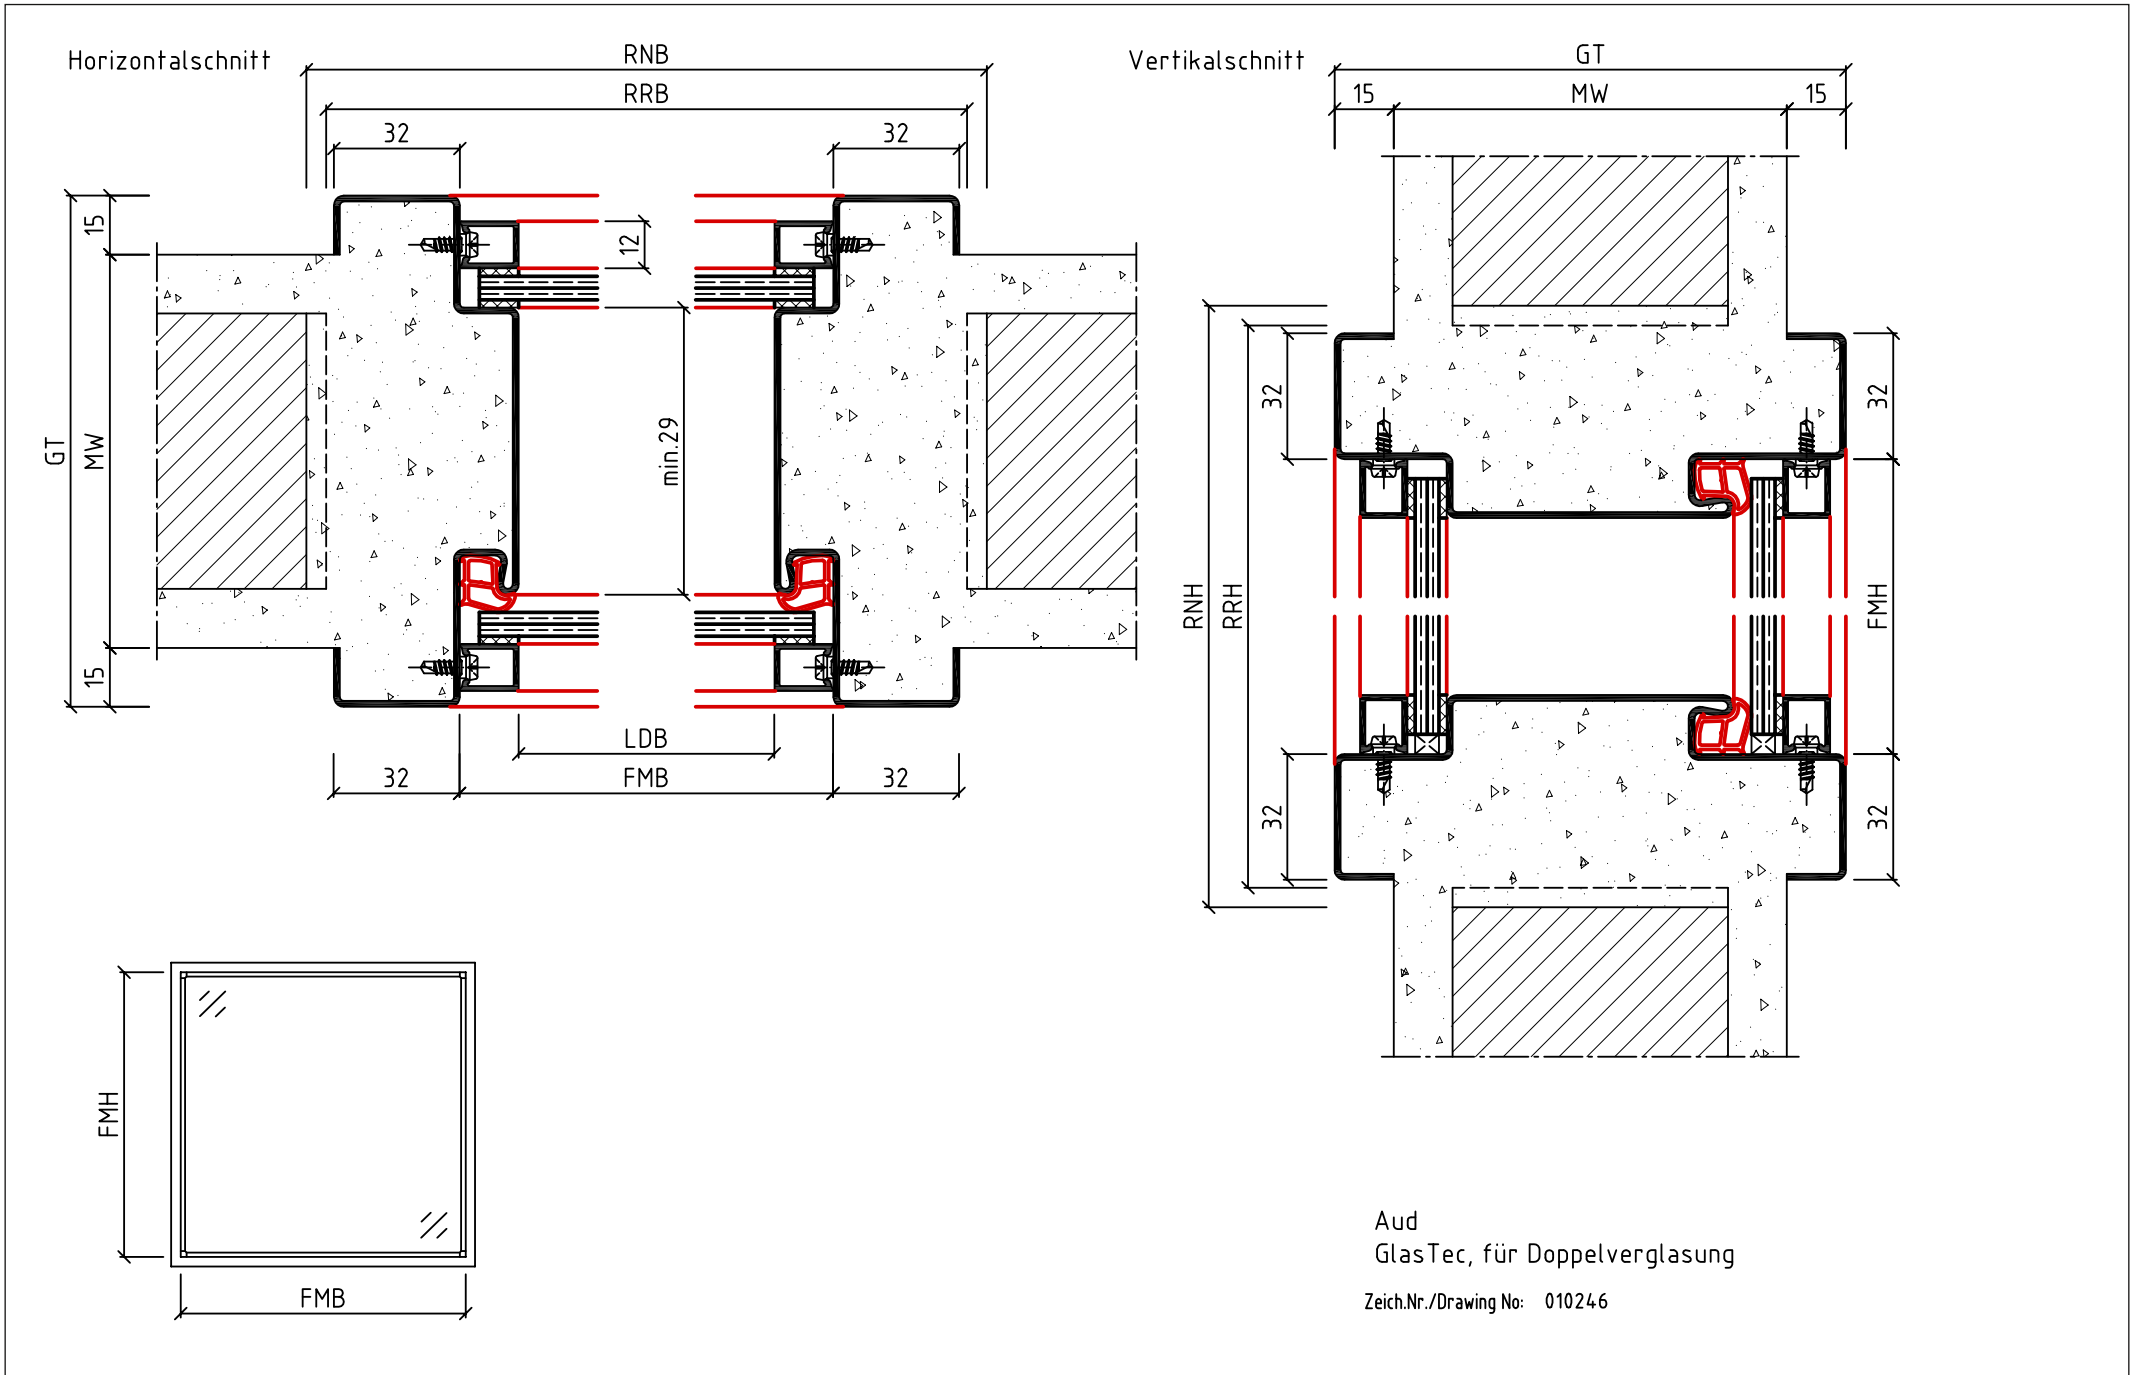 Horizontalschnitt
RNB
RRB
32
32
15
12
GT
MW
min.29
15
LDB
32
FMB
32
Vertikalschnitt
GT
15
MW
15
32
32
RNH
RRH
FMH
32
32
FMH
FMB
Aud
GlasTec, für Doppelverglasung
Zeich.Nr./Drawing No: 010246